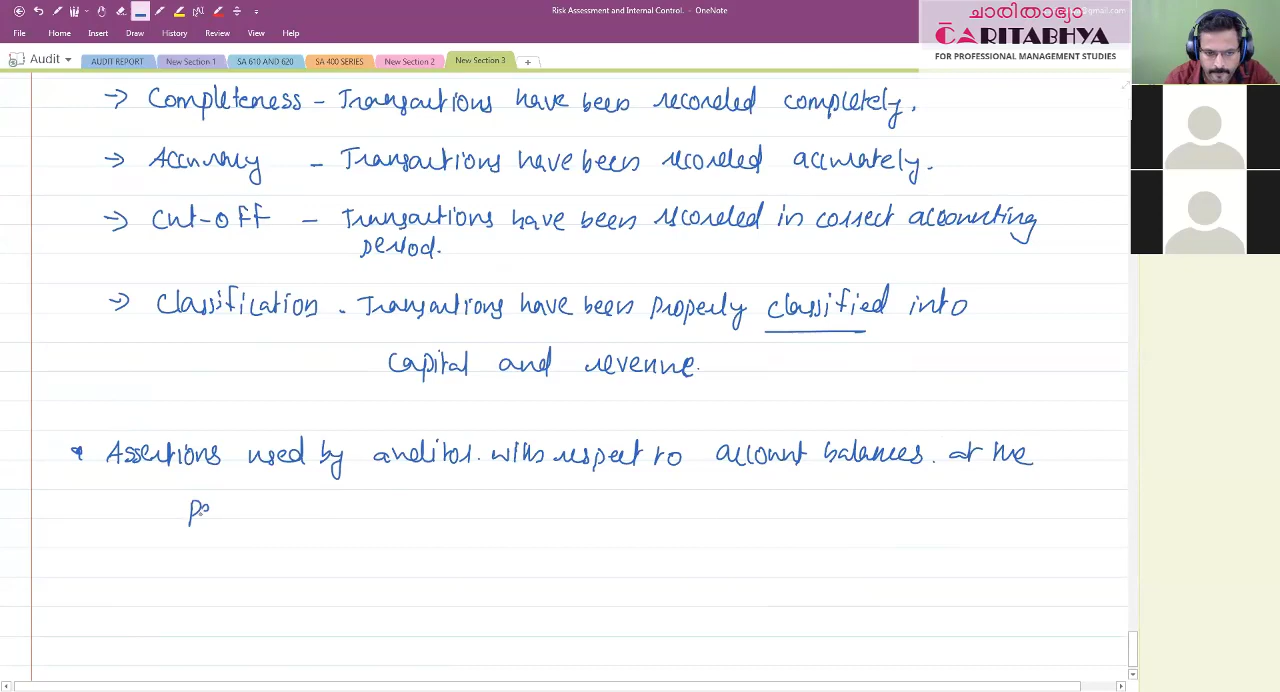 Risk Assessment and Internal Control. - OneNote
@gmail.com
File Home Insert Draw History Review View Help
ചാരിതാഭ്യാ
CARITABHYA
FOR PROFESSIONAL MANAGEMENT STUDIES
Audit AUDIT REPORT New Section 1 SA 610 AND 620 SA 400 SERIES New Section 2 New Section 3 +
→ Completeness - Transactions have been recorded completely.
→ Accuracy - Transactions have been recorded accurately.
→ Cut-off - Transactions have been recorded in correct accounting
period.
→ Classification - Transactions have been properly classified into
capital and revenue.
* Assertions used by auditor with respect to account balances at the